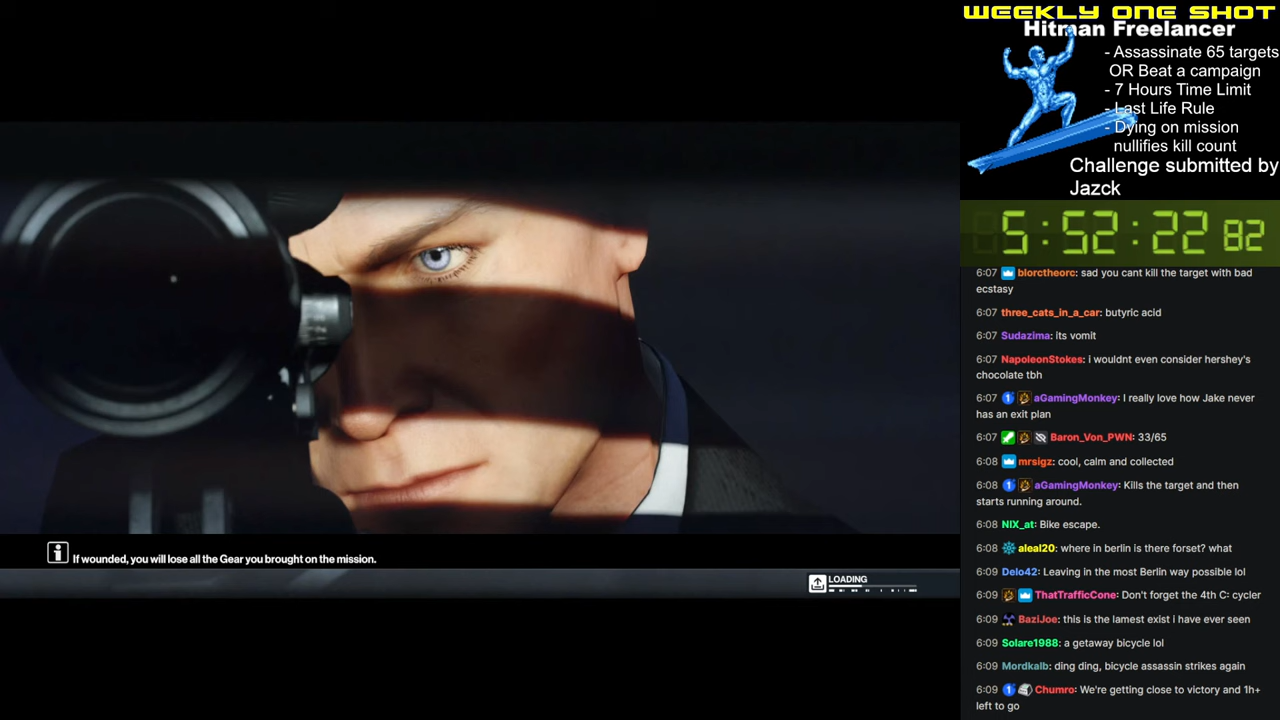 WEEKLY ONE SHOT
Hitman Freelancer
- Assassinate 65 targets
OR Beat a campaign
- 7 Hours Time Limit
- Last Life Rule
- Dying on mission
nullifies kill count
Challenge submitted by
Jazck
5:52:22 82
6:07 blorctheorc: sad you cant kill the target with bad
ecstasy
6:07 three_cats_in_a_car: butyric acid
6:07 Sudazima: its vomit
6:07 NapoleonStokes: i wouldnt even consider hershey's
chocolate tbh
6:07 aGamingMonkey: I really love how Jake never
has an exit plan
6:07 Baron_Von_PWN: 33/65
6:08 mrsigz: cool, calm and collected
6:08 aGamingMonkey: Kills the target and then
starts running around.
6:08 NIX_at: Bike escape.
6:08 aleal20: where in berlin is there forset? what
6:09 Delo42: Leaving in the most Berlin way possible lol
6:09 ThatTrafficCone: Don't forget the 4th C: cycler
6:09 BaziJoe: this is the lamest exist i have ever seen
6:09 Solare1988: a getaway bicycle lol
6:09 Mordkalb: ding ding, bicycle assassin strikes again
6:09 Chumro: We're getting close to victory and 1h+
left to go
If wounded, you will lose all the Gear you brought on the mission.
LOADING